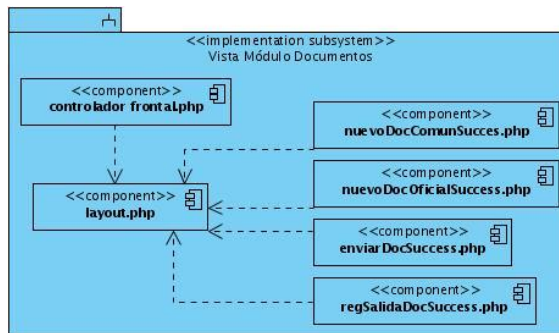 <<implementation subsystem>>
Vista Módulo Documentos
<<component>>
controlador frontal.php
<<component>>
nuevoDocComunSucces.php
<<component>>
nuevoDocOficialSuccess.php
<<component>>
layout.php
<<component>>
enviarDocSuccess.php
<<component>>
regSalidaDocSuccess.php